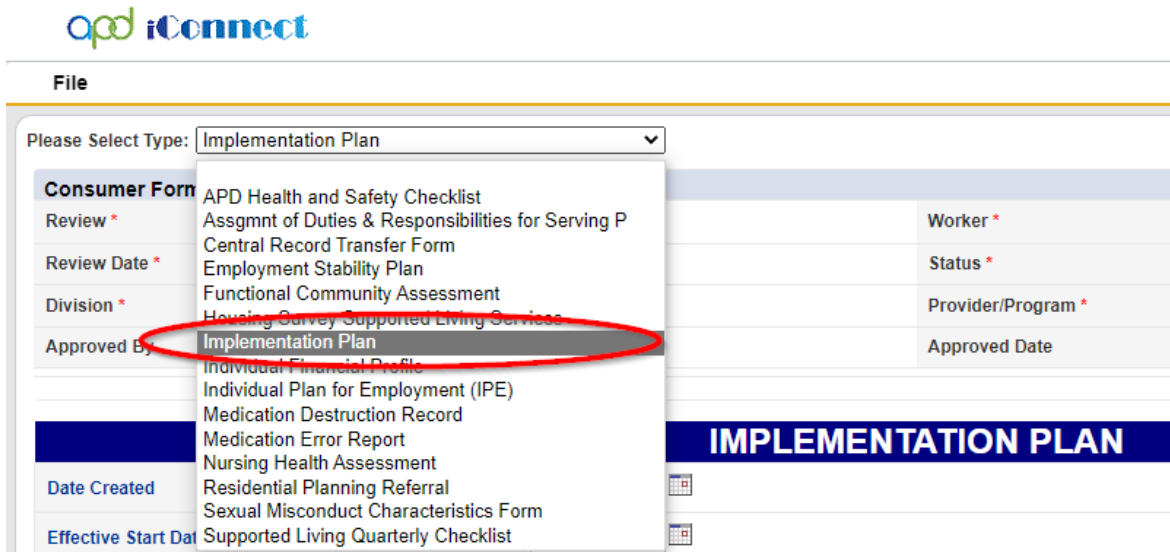 apd iConnect
File
Please Select Type: Implementation Plan
Consumer Form
APD Health and Safety Checklist
Review * Assgmnt of Duties & Responsibilities for Serving P Worker *
Central Record Transfer Form
Review Date * Employment Stability Plan Status *
Functional Community Assessment
Division * Housing Survey Supported Living Services Provider/Program *
Approved By Implementation Plan Approved Date
Individual Financial Profile
Individual Plan for Employment (IPE)
Medication Destruction Record
Medication Error Report IMPLEMENTATION PLAN
Nursing Health Assessment
Date Created Residential Planning Referral
Sexual Misconduct Characteristics Form
Effective Start Dat Supported Living Quarterly Checklist